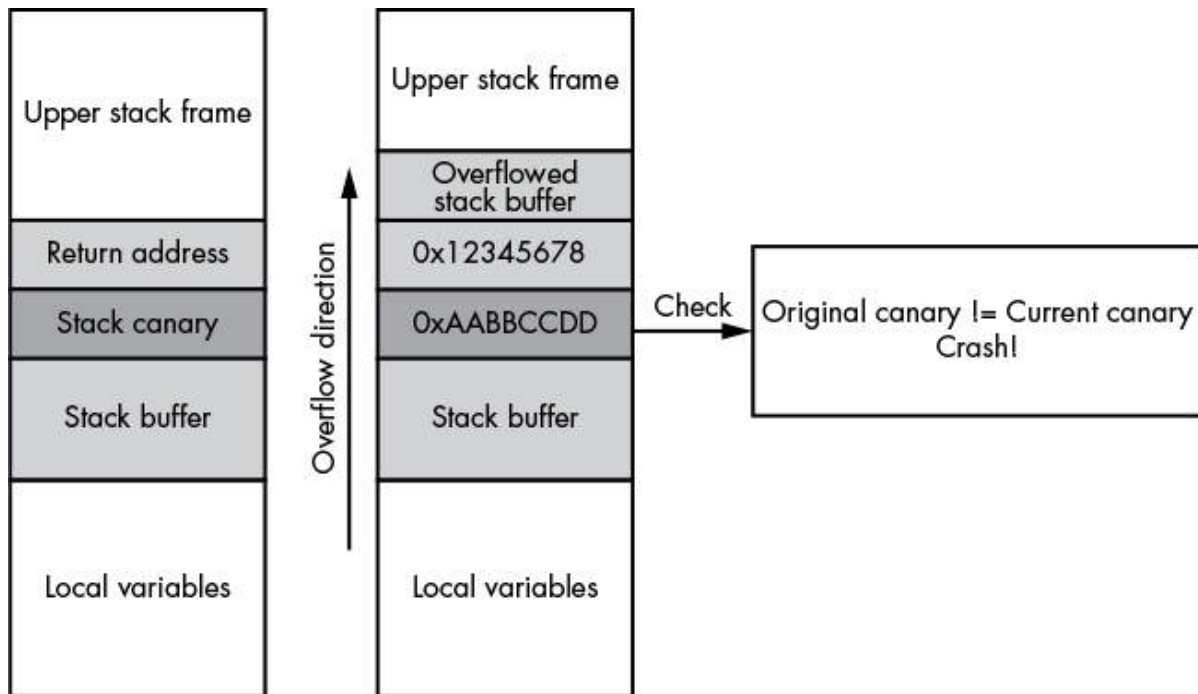 Upper stack frame
Return address
Stack canary
Stack buffer
Local variables
Overflow direction
Upper stack frame
Overflowed
stack buffer
0x12345678
0xAABBCCDD
Stack buffer
Local variables
Check
Original canary != Current canary
Crash!